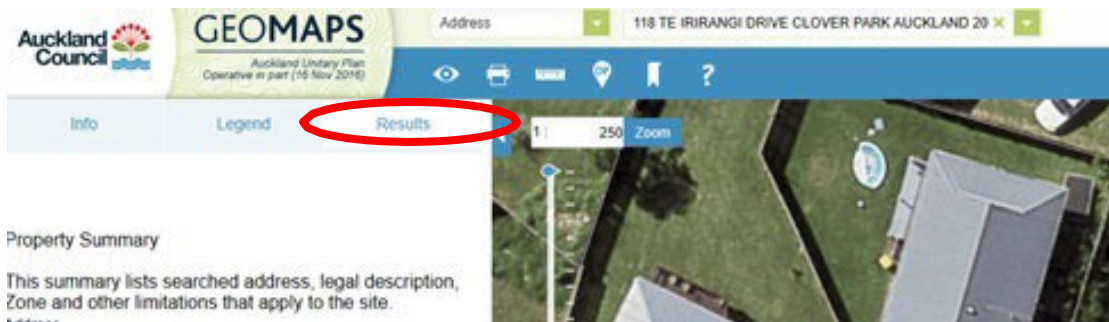 Auckland
Council
GEOMAPS
Auckland Unitary Plan
Operative in part (16 Nov 2016)
Address
118 TE IRIRANGI DRIVE CLOVER PARK AUCKLAND 20 ×
?
Info Legend Results
1 : 250 Zoom
Property Summary
This summary lists searched address, legal description,
Zone and other limitations that apply to the site.
Address